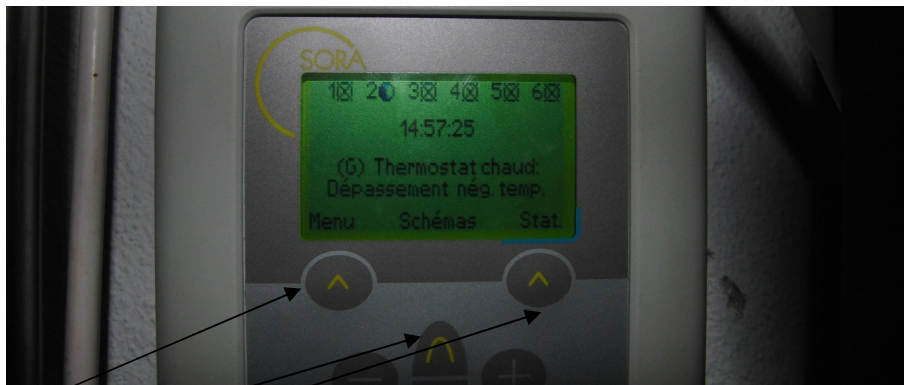 SORA
1 2 3 4 5 6
14:57:25
(G) Thermostat chaud:
Dépassement nég. temp.
Menu Schémas Stat.